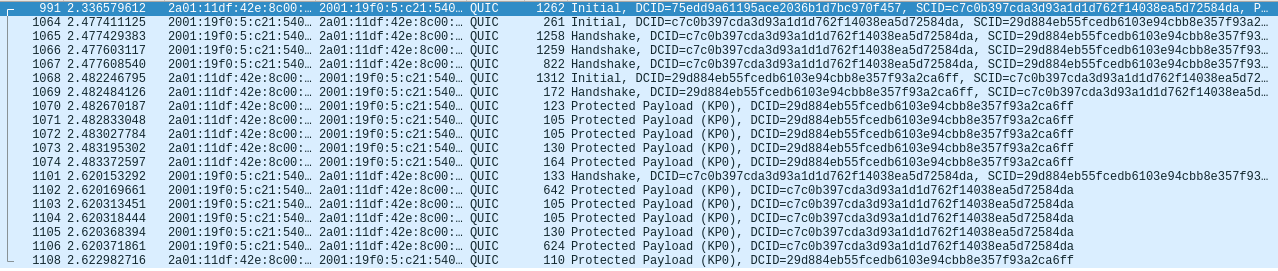 991 2.336579612 2a01:11df:42e:8c00:… 2001:19f0:5:c21:540… QUIC 1262 Initial, DCID=75edd9a61195ace2036b1d7bc970f457, SCID=c7c0b397cda3d93a1d1d762f14038ea5d72584da, P…
1064 2.477411125 2001:19f0:5:c21:540… 2a01:11df:42e:8c00:… QUIC 261 Initial, DCID=c7c0b397cda3d93a1d1d762f14038ea5d72584da, SCID=29d884eb55fcedb6103e94cbb8e357f93a2…
1065 2.477429383 2001:19f0:5:c21:540… 2a01:11df:42e:8c00:… QUIC 1258 Handshake, DCID=c7c0b397cda3d93a1d1d762f14038ea5d72584da, SCID=29d884eb55fcedb6103e94cbb8e357f93…
1066 2.477603117 2001:19f0:5:c21:540… 2a01:11df:42e:8c00:… QUIC 1259 Handshake, DCID=c7c0b397cda3d93a1d1d762f14038ea5d72584da, SCID=29d884eb55fcedb6103e94cbb8e357f93…
1067 2.477608540 2001:19f0:5:c21:540… 2a01:11df:42e:8c00:… QUIC 822 Handshake, DCID=c7c0b397cda3d93a1d1d762f14038ea5d72584da, SCID=29d884eb55fcedb6103e94cbb8e357f93…
1068 2.482246795 2a01:11df:42e:8c00:… 2001:19f0:5:c21:540… QUIC 1312 Initial, DCID=29d884eb55fcedb6103e94cbb8e357f93a2ca6ff, SCID=c7c0b397cda3d93a1d1d762f14038ea5d72…
1069 2.482484126 2a01:11df:42e:8c00:… 2001:19f0:5:c21:540… QUIC 172 Handshake, DCID=29d884eb55fcedb6103e94cbb8e357f93a2ca6ff, SCID=c7c0b397cda3d93a1d1d762f14038ea5d…
1070 2.482670187 2a01:11df:42e:8c00:… 2001:19f0:5:c21:540… QUIC 123 Protected Payload (KP0), DCID=29d884eb55fcedb6103e94cbb8e357f93a2ca6ff
1071 2.482833048 2a01:11df:42e:8c00:… 2001:19f0:5:c21:540… QUIC 105 Protected Payload (KP0), DCID=29d884eb55fcedb6103e94cbb8e357f93a2ca6ff
1072 2.483027784 2a01:11df:42e:8c00:… 2001:19f0:5:c21:540… QUIC 105 Protected Payload (KP0), DCID=29d884eb55fcedb6103e94cbb8e357f93a2ca6ff
1073 2.483195302 2a01:11df:42e:8c00:… 2001:19f0:5:c21:540… QUIC 130 Protected Payload (KP0), DCID=29d884eb55fcedb6103e94cbb8e357f93a2ca6ff
1074 2.483372597 2a01:11df:42e:8c00:… 2001:19f0:5:c21:540… QUIC 164 Protected Payload (KP0), DCID=29d884eb55fcedb6103e94cbb8e357f93a2ca6ff
1101 2.620153292 2001:19f0:5:c21:540… 2a01:11df:42e:8c00:… QUIC 133 Handshake, DCID=c7c0b397cda3d93a1d1d762f14038ea5d72584da, SCID=29d884eb55fcedb6103e94cbb8e357f93…
1102 2.620169661 2001:19f0:5:c21:540… 2a01:11df:42e:8c00:… QUIC 642 Protected Payload (KP0), DCID=c7c0b397cda3d93a1d1d762f14038ea5d72584da
1103 2.620313451 2001:19f0:5:c21:540… 2a01:11df:42e:8c00:… QUIC 105 Protected Payload (KP0), DCID=c7c0b397cda3d93a1d1d762f14038ea5d72584da
1104 2.620318444 2001:19f0:5:c21:540… 2a01:11df:42e:8c00:… QUIC 105 Protected Payload (KP0), DCID=c7c0b397cda3d93a1d1d762f14038ea5d72584da
1105 2.620368394 2001:19f0:5:c21:540… 2a01:11df:42e:8c00:… QUIC 130 Protected Payload (KP0), DCID=c7c0b397cda3d93a1d1d762f14038ea5d72584da
1106 2.620371861 2001:19f0:5:c21:540… 2a01:11df:42e:8c00:… QUIC 624 Protected Payload (KP0), DCID=c7c0b397cda3d93a1d1d762f14038ea5d72584da
1108 2.622982716 2a01:11df:42e:8c00:… 2001:19f0:5:c21:540… QUIC 110 Protected Payload (KP0), DCID=29d884eb55fcedb6103e94cbb8e357f93a2ca6ff